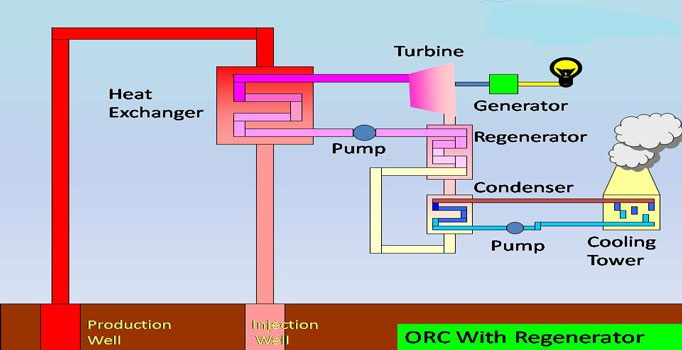 Turbine
Heat
Exchanger
Generator
Pump
Regenerator
Condenser
Pump
Cooling
Tower
Production
Well
Injection
Well
ORC With Regenerator